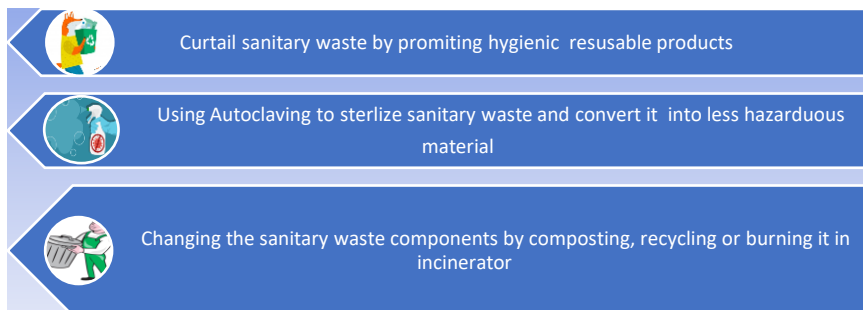 Curtail sanitary waste by promiting hygienic resusable products
Using Autoclaving to sterlize sanitary waste and convert it into less hazarduous
material
Changing the sanitary waste components by composting, recycling or burning it in
incinerator